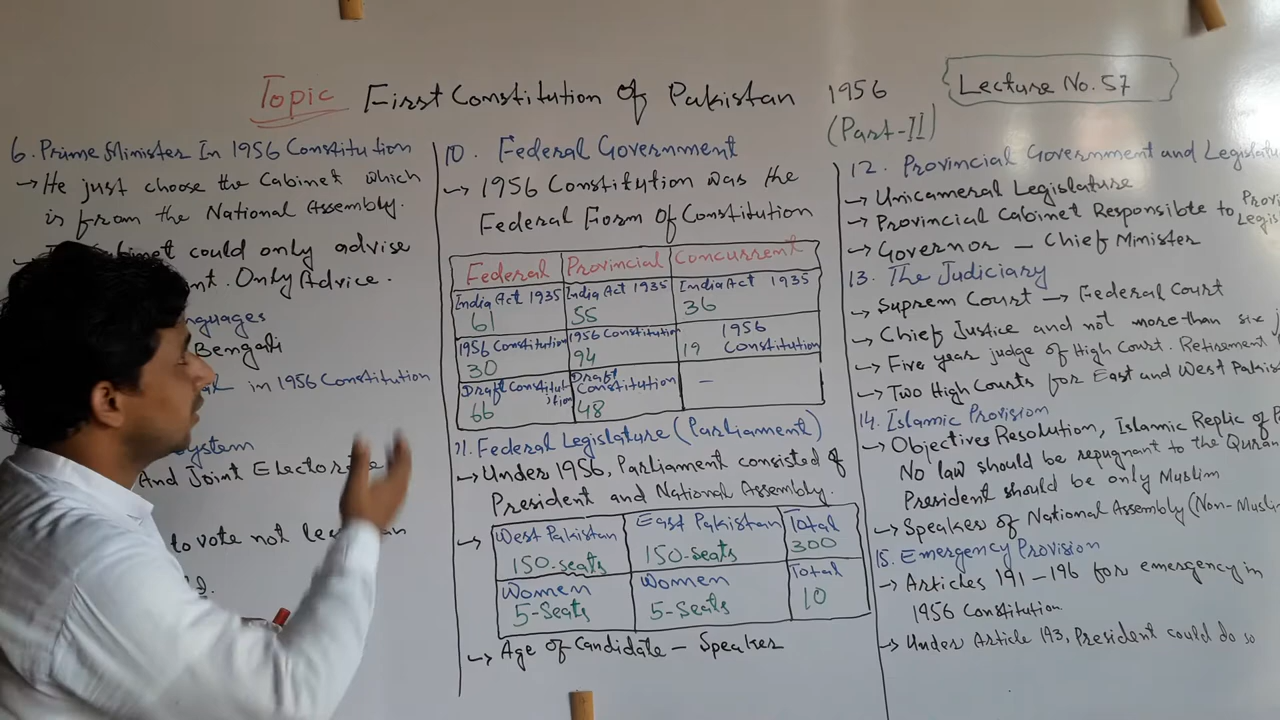 Topic First Constitution of Pakistan 1956
(Part-II)
Lecture No. 57
6. Prime Minister In 1956 Constitution
→ He just choose the Cabinet which
is from the National Assembly.
could only advise
Only Advice.
Bengali
in 1956 Constitution
System
And Joint Electorate
to vote not less than
10. Federal Government
→ 1956 Constitution was the
Federal Form of Constitution
Federal Provincial Concurrent
India Act 1935 India Act 1935 India Act 1935
61 55 36
1956 Constitution 1956 Constitution 1956 Constitution
30 94 19
Draft Constitut-ion Draft Constitution
66 48 —
11. Federal Legislature (Parliament)
→ Under 1956, Parliament consisted of
President and National Assembly.
→ West Pakistan East Pakistan Total
150-seats 150-seats 300
Women Women Total
5-Seats 5-Seats 10
→ Age of Candidate – Speaker
12. Provincial Government and
→ Unicameral Legislature
→ Provincial Cabinet Responsible to
→ Governor – Chief Minister
13. The Judiciary
→ Suprem Court → Federal Court
→ Chief Justice and not more than six
→ Five year judge of High Court. Retirement
→ Two High Courts for East and West
14. Islamic Provision
→ Objectives Resolution, Islamic Replic of
No law should be repugnant to the Quran
President should be only Muslim
→ Speaker of National Assembly
15. Emergency Provision
→ Articles 191–196 for emergency in
1956 Constitution
→ Under Article 193, President could do so